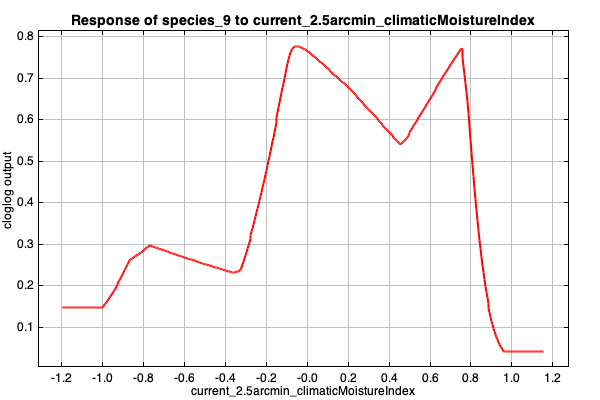 Response of species_9 to current_2.5arcmin_climaticMoistureIndex
0.8
0.7
0.6
0.5
0.4
0.3
0.2
0.1
cloglog output
-1.2 -1.0 -0.8 -0.6 -0.4 -0.2 -0.0 0.2 0.4 0.6 0.8 1.0 1.2
current_2.5arcmin_climaticMoistureIndex